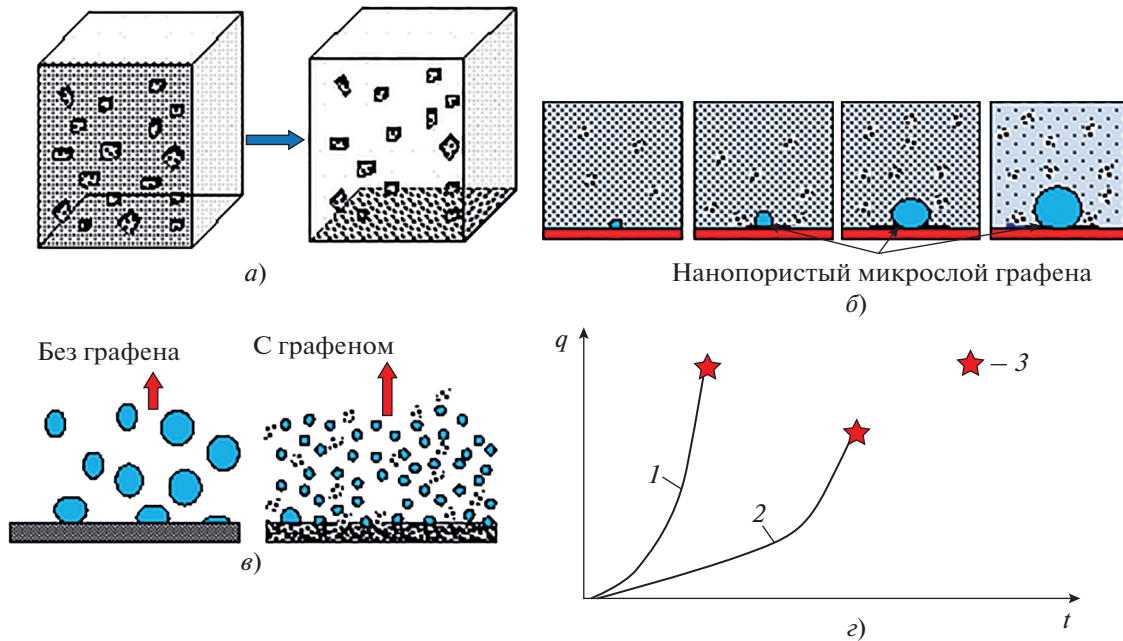 а)
Нанопористый микрослой графена
б)
Без графена
С графеном
в)
q
1
2
– 3
t
г)